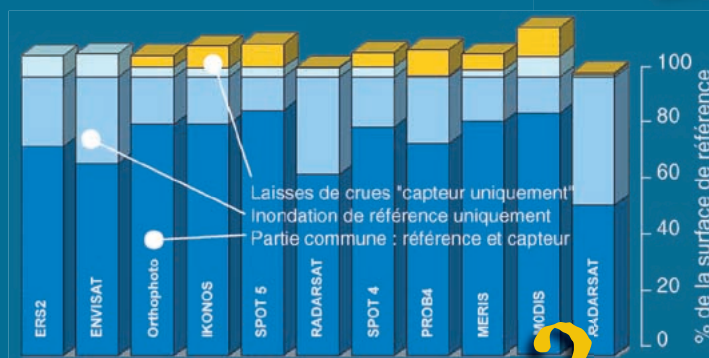 Laisses de crues "capteur uniquement"
Inondation de référence uniquement
Partie commune : référence et capteur
ERS2
ENVISAT
Orthophoto
IKONOS
SPOT 5
RADARSAT
SPOT 4
PROB4
MERIS
MODIS
RADARSAT
100
80
60
40
20
0
% de la surface de référence